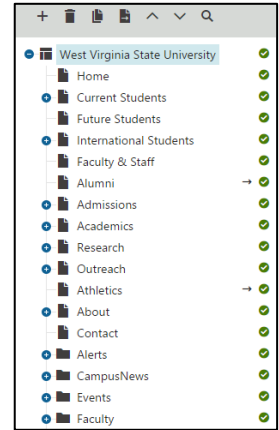 West Virginia State University
Home
Current Students
Future Students
International Students
Faculty & Staff
Alumni
Admissions
Academics
Research
Outreach
Athletics
About
Contact
Alerts
CampusNews
Events
Faculty